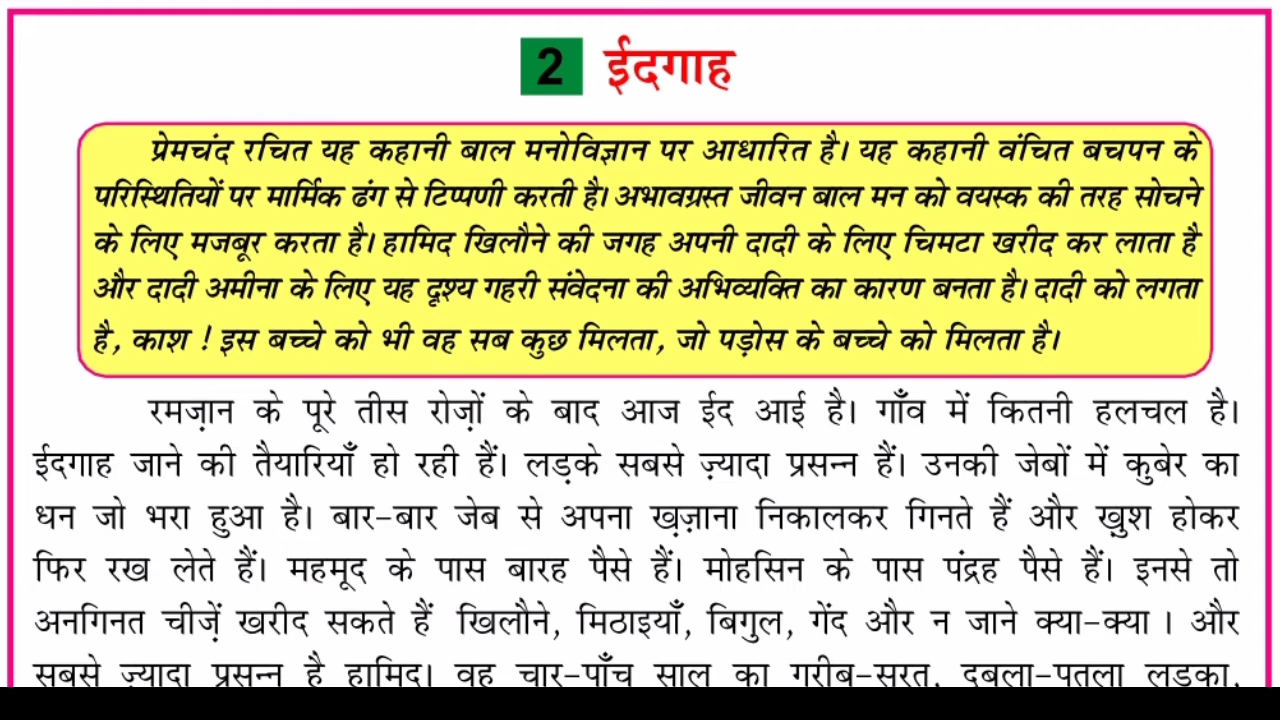 2 ईदगाह
प्रेमचंद रचित यह कहानी बाल मनोविज्ञान पर आधारित है। यह कहानी वंचित बचपन के
परिस्थितियों पर मार्मिक ढंग से टिप्पणी करती है। अभावग्रस्त जीवन बाल मन को वयस्क की तरह सोचने
के लिए मजबूर करता है। हामिद खिलौने की जगह अपनी दादी के लिए चिमटा खरीद कर लाता है
और दादी अमीना के लिए यह दृश्य गहरी संवेदना की अभिव्यक्ति का कारण बनता है। दादी को लगता
है, काश ! इस बच्चे को भी वह सब कुछ मिलता, जो पड़ोस के बच्चे को मिलता है।
रमज़ान के पूरे तीस रोज़ों के बाद आज ईद आई है। गाँव में कितनी हलचल है।
ईदगाह जाने की तैयारियाँ हो रही हैं। लड़के सबसे ज़्यादा प्रसन्न हैं। उनकी जेबों में कुबेर का
धन जो भरा हुआ है। बार-बार जेब से अपना ख़ज़ाना निकालकर गिनते हैं और ख़ुश होकर
फिर रख लेते हैं। महमूद के पास बारह पैसे हैं। मोहसिन के पास पंद्रह पैसे हैं। इनसे तो
अनगिनत चीज़ें खरीद सकते हैं खिलौने, मिठाइयाँ, बिगुल, गेंद और न जाने क्या-क्या । और
सबसे ज़्यादा प्रसन्न है हामिद। वह चार-पाँच साल का गरीब-सूरत, दुबला-पतला लड़का,